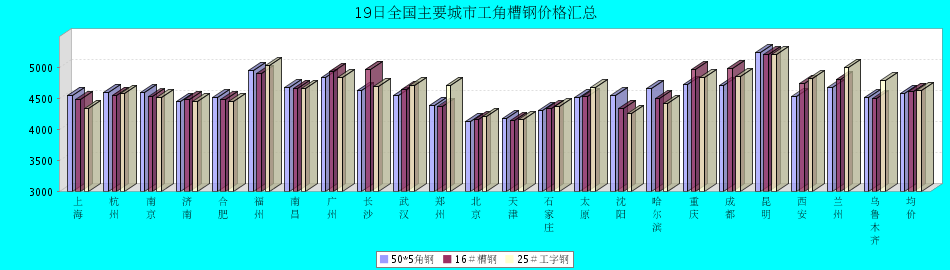 19日全国主要城市工角槽钢价格汇总
5000
4500
4000
3500
3000
上海 杭州 南京 济南 合肥 福州 南昌 广州 长沙 武汉 郑州 北京 天津 石家庄 太原 沈阳 哈尔滨 重庆 成都 昆明 西安 兰州 乌鲁木齐 均价
50*5角钢 16#槽钢 25#工字钢